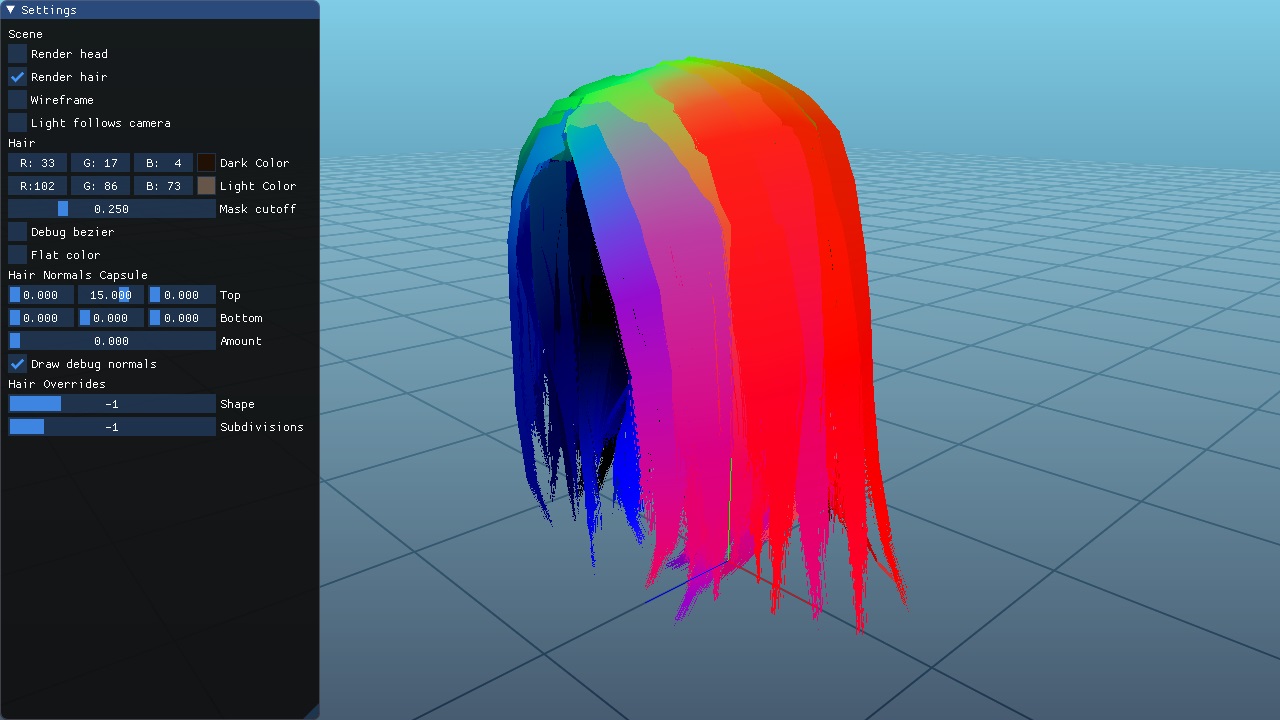 Settings
Scene
Render head
Render hair
Wireframe
Light follows camera
Hair
R: 33 G: 17 B: 4 Dark Color
R:102 G: 86 B: 73 Light Color
0.250 Mask cutoff
Debug bezier
Flat color
Hair Normals Capsule
0.000 15.000 0.000 Top
0.000 0.000 0.000 Bottom
0.000 Amount
Draw debug normals
Hair Overrides
-1 Shape
-1 Subdivisions